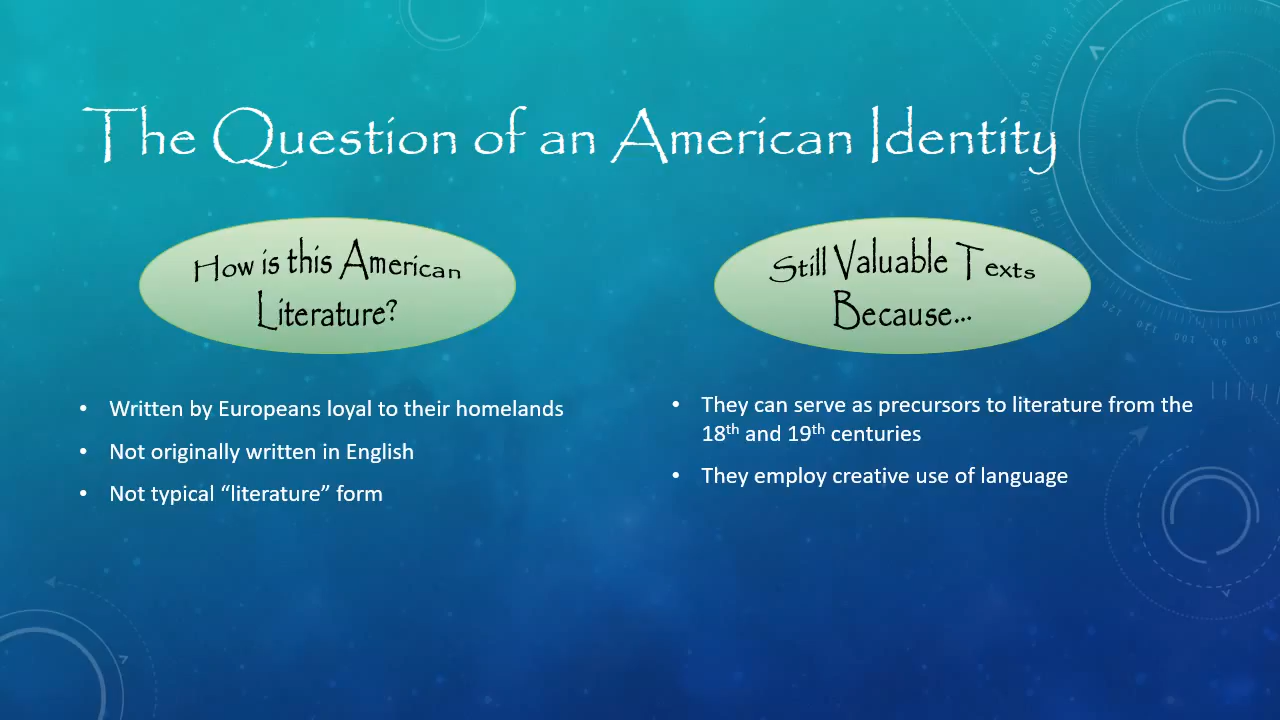 The Question of an American Identity
How is this American
Literature?
• Written by Europeans loyal to their homelands
• Not originally written in English
• Not typical “literature” form
Still Valuable Texts
Because...
• They can serve as precursors to literature from the
18th and 19th centuries
• They employ creative use of language